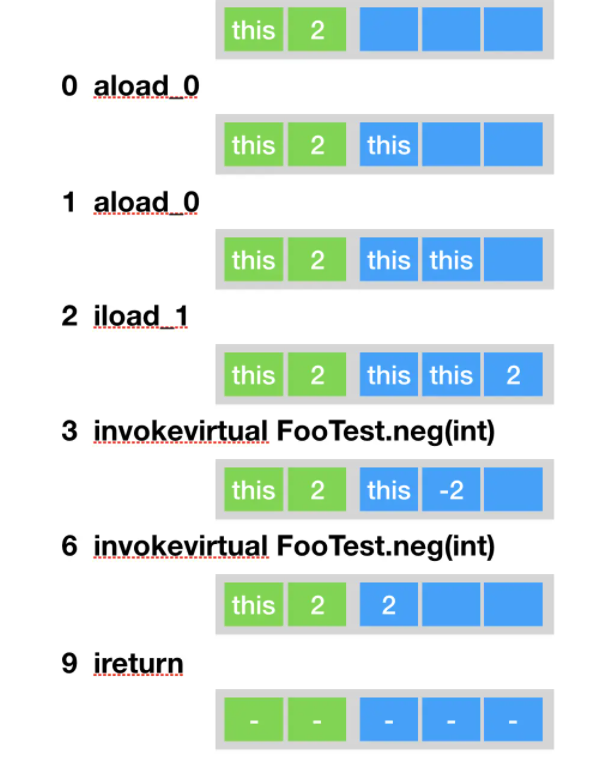 this 2
0 aload_0
this 2 this
1 aload_0
this 2 this this
2 iload_1
this 2 this this 2
3 invokevirtual FooTest.neg(int)
this 2 this -2
6 invokevirtual FooTest.neg(int)
this 2 2
9 ireturn
- - - - -